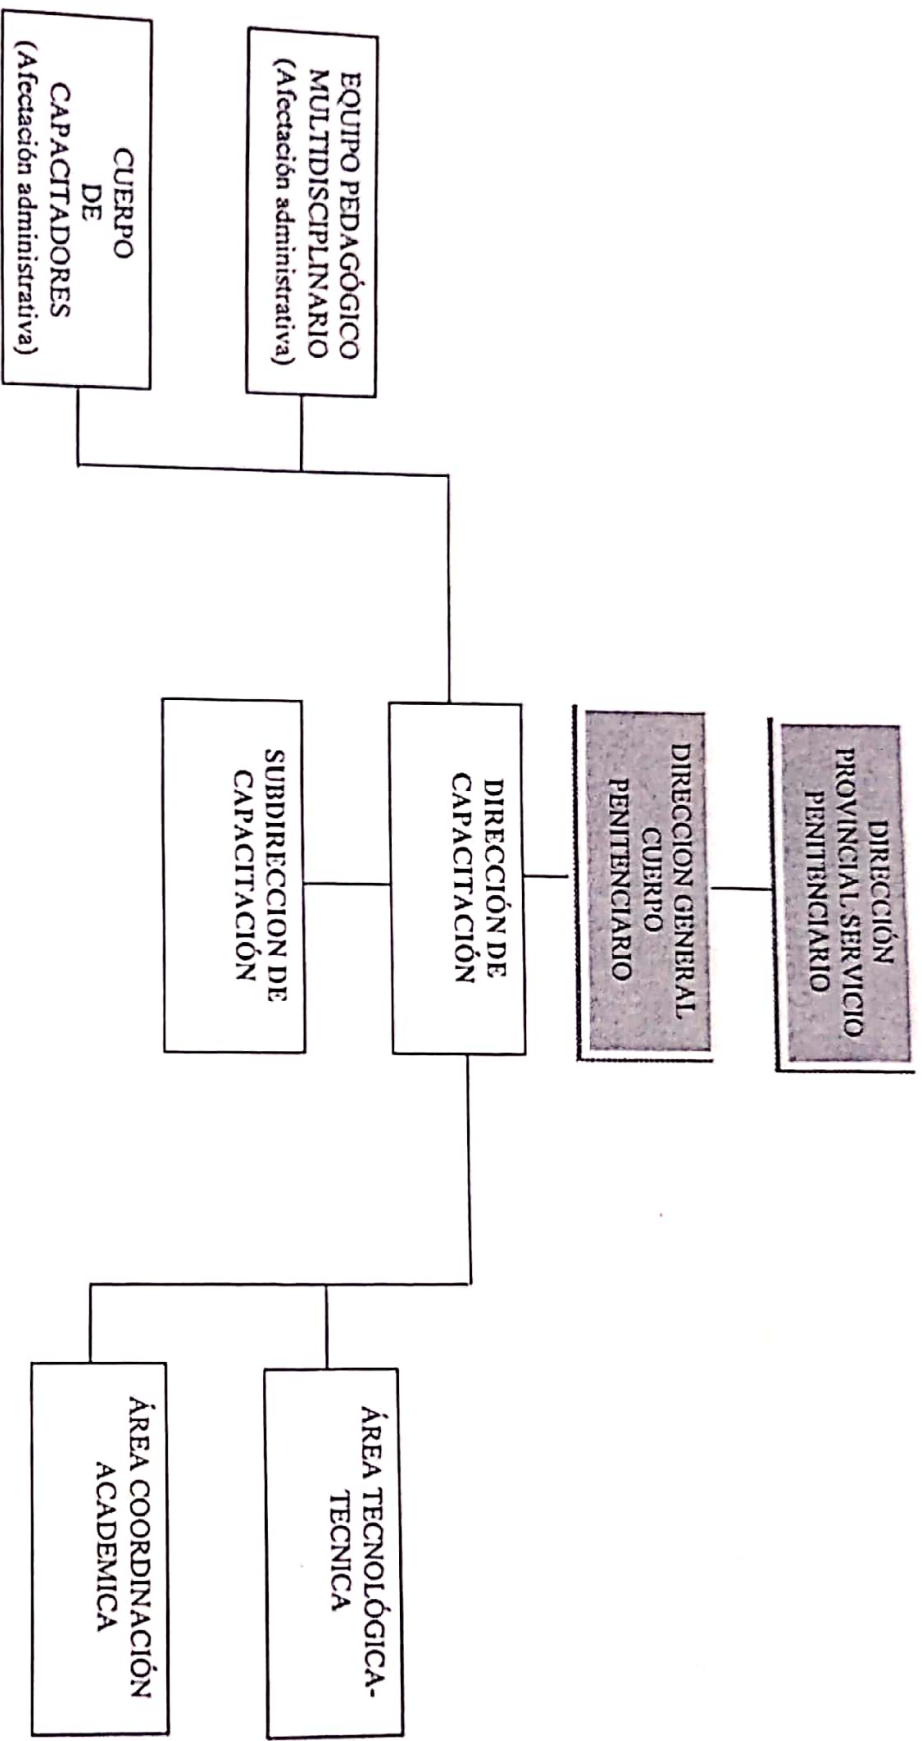 DIRECCIÓN
PROVINCIAL SERVICIO
PENITENCIARIO
DIRECCION GENERAL
CUERPO
PENITENCIARIO
DIRECCIÓN DE
CAPACITACIÓN
SUBDIRECCION DE
CAPACITACIÓN
EQUIPO PEDAGÓGICO
MULTIDISCIPLINARIO
(Afectación administrativa)
CUERPO
DE
CAPACITADORES
(Afectación administrativa)
ÁREA TECNOLÓGICA-
TECNICA
ÁREA COORDINACIÓN
ACADEMICA